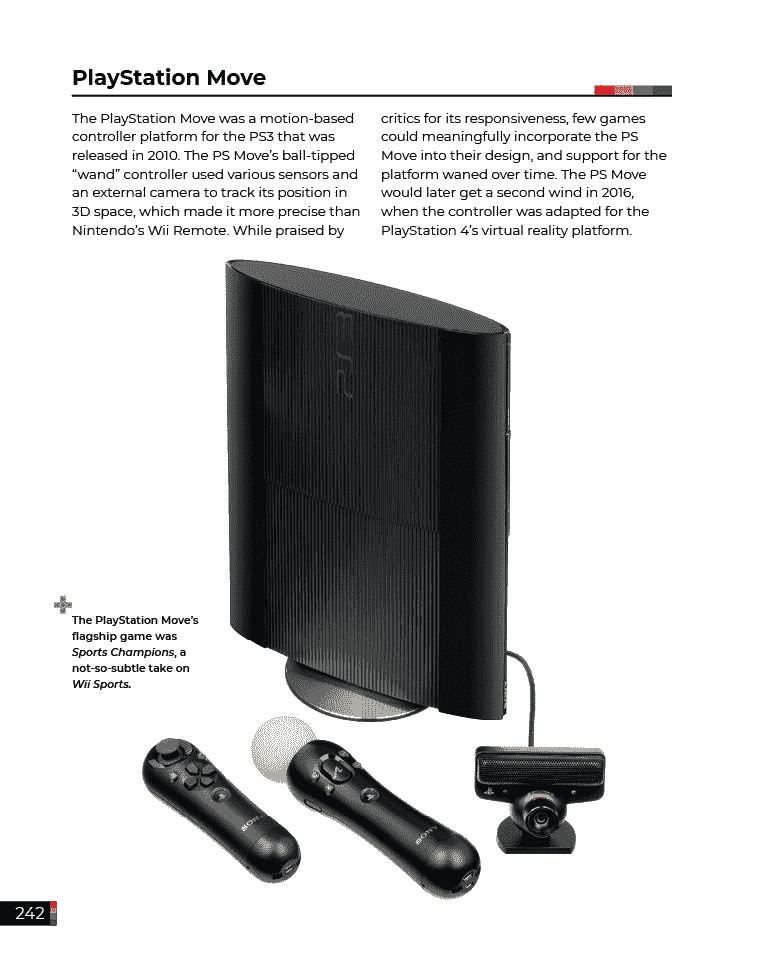 PlayStation Move
The PlayStation Move was a motion-based
controller platform for the PS3 that was
released in 2010. The PS Move’s ball-tipped
“wand” controller used various sensors and
an external camera to track its position in
3D space, which made it more precise than
Nintendo’s Wii Remote. While praised by
critics for its responsiveness, few games
could meaningfully incorporate the PS
Move into their design, and support for the
platform waned over time. The PS Move
would later get a second wind in 2016,
when the controller was adapted for the
PlayStation 4’s virtual reality platform.
PS3
The PlayStation Move’s
flagship game was
Sports Champions, a
not-so-subtle take on
Wii Sports.
SONY
SONY
242